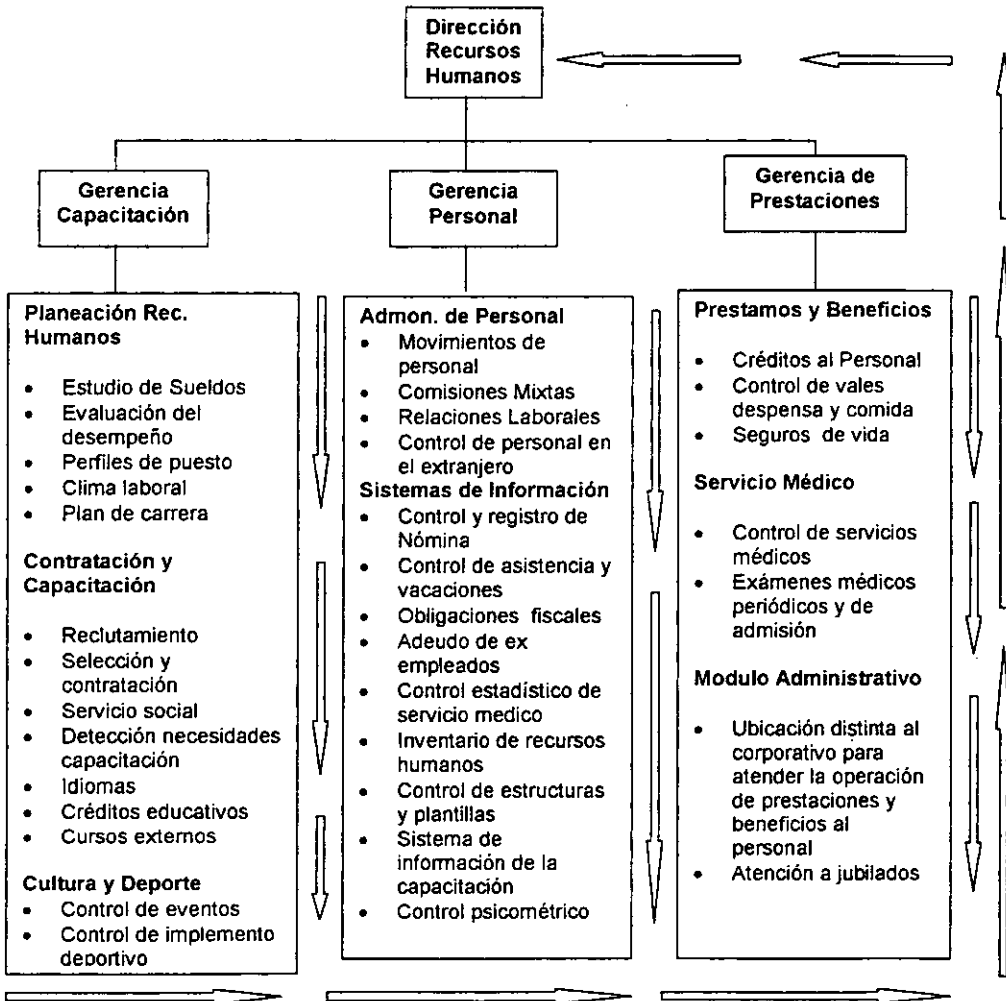 Dirección
Recursos
Humanos
Gerencia
Capacitación
Gerencia
Personal
Gerencia de
Prestaciones
Planeación Rec.
Humanos
• Estudio de Sueldos
• Evaluación del
desempeño
• Perfiles de puesto
• Clima laboral
• Plan de carrera
Contratación y
Capacitación
• Reclutamiento
• Selección y
contratación
• Servicio social
• Detección necesidades
capacitación
• Idiomas
• Créditos educativos
• Cursos externos
Cultura y Deporte
• Control de eventos
• Control de implemento
deportivo
Admon. de Personal
• Movimientos de
personal
• Comisiones Mixtas
• Relaciones Laborales
• Control de personal en
el extranjero
Sistemas de Información
• Control y registro de
Nómina
• Control de asistencia y
vacaciones
• Obligaciones fiscales
• Adeudo de ex
empleados
• Control estadístico de
servicio medico
• Inventario de recursos
humanos
• Control de estructuras
y plantillas
• Sistema de
información de la
capacitación
• Control psicométrico
Prestamos y Beneficios
• Créditos al Personal
• Control de vales
despensa y comida
• Seguros de vida
Servicio Médico
• Control de servicios
médicos
• Exámenes médicos
periódicos y de
admisión
Modulo Administrativo
• Ubicación distinta al
corporativo para
atender la operación
de prestaciones y
beneficios al
personal
• Atención a jubilados